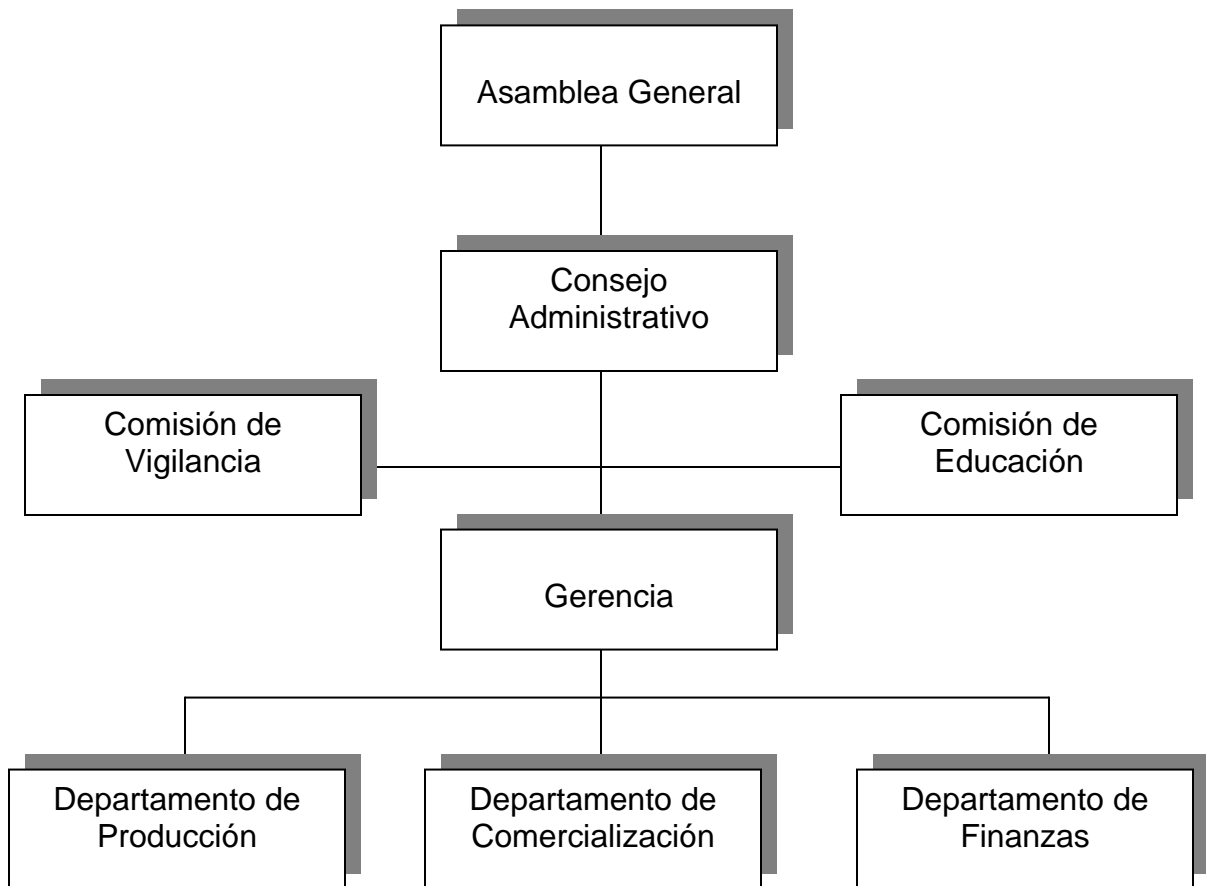 Asamblea General
Consejo
Administrativo
Comisión de
Vigilancia
Comisión de
Educación
Gerencia
Departamento de
Producción
Departamento de
Comercialización
Departamento de
Finanzas